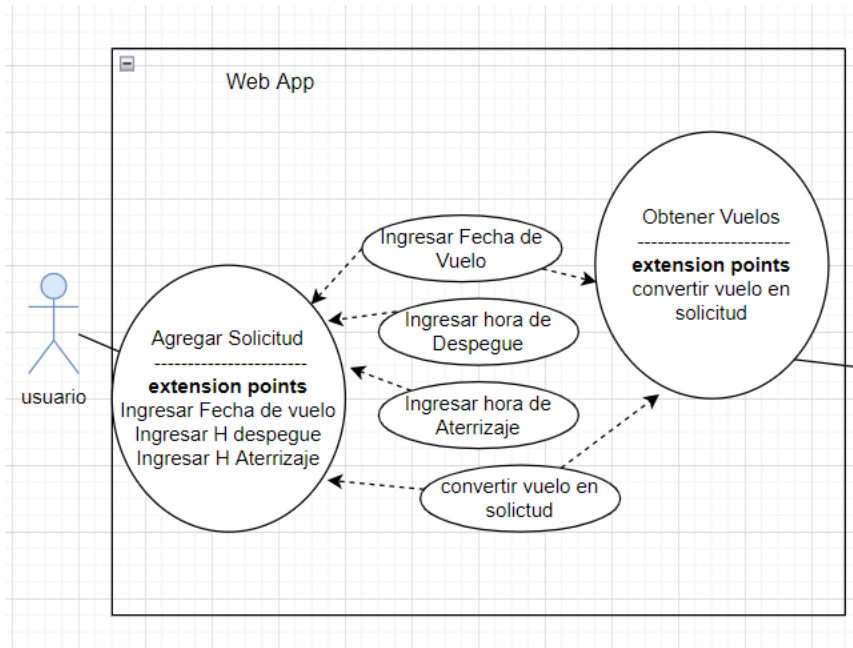 Web App
usuario
Agregar Solicitud
-----------------------
extension points
Ingresar Fecha de vuelo
Ingresar H despegue
Ingresar H Aterrizaje
Ingresar Fecha de
Vuelo
Ingresar hora de
Despegue
Ingresar hora de
Aterrizaje
convertir vuelo en
solictud
Obtener Vuelos
-----------------------
extension points
convertir vuelo en
solicitud